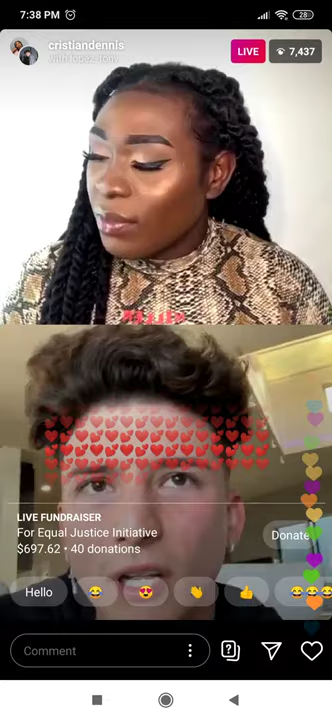 7:38 PM
28
cristiandennis
LIVE
7,437
LIVE FUNDRAISER
For Equal Justice Initiative
$697.62 • 40 donations
Donate
Hello
Comment